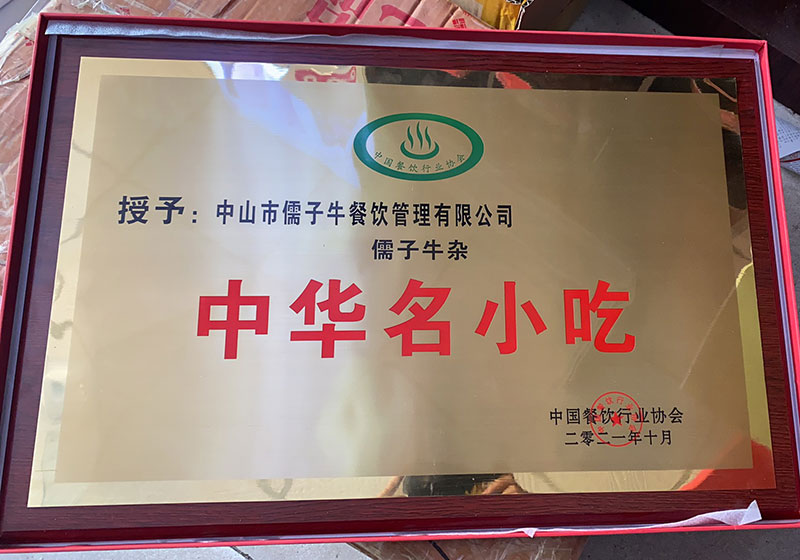 中国餐饮行业协会
授予：中山市儒子牛餐饮管理有限公司
儒子牛杂
中华名小吃
中国餐饮行业协会
二零二一年十月